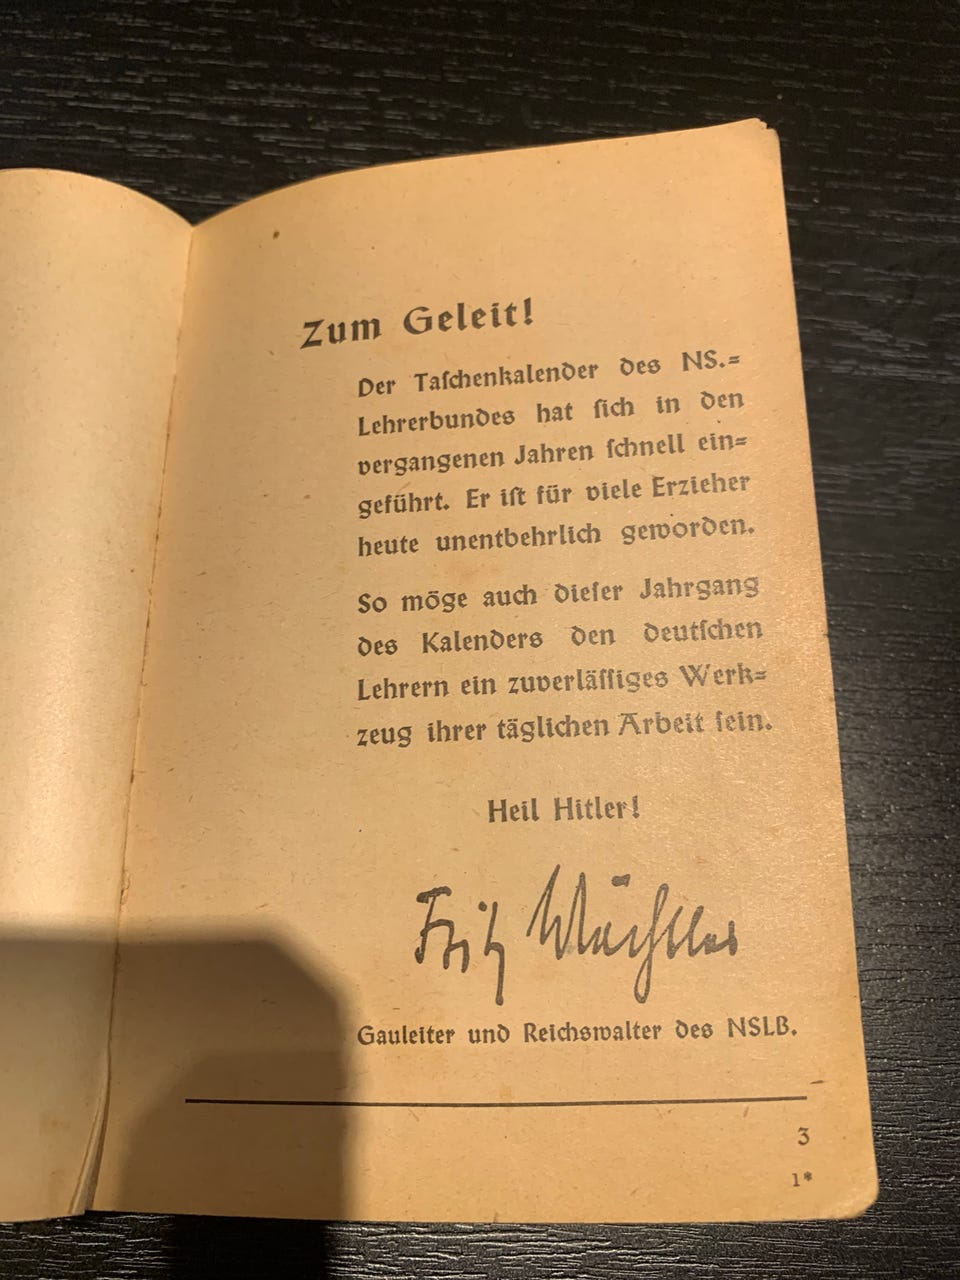 Zum Geleit!
Der Taſchenkalender des NS.⸗
Lehrerbundes hat ſich in den
vergangenen Jahren ſchnell ein⸗
geführt. Er iſt für viele Erzieher
heute unentbehrlich geworden.
So möge auch dieſer Jahrgang
des Kalenders den deutſchen
Lehrern ein zuverläſſiges Werk⸗
zeug ihrer täglichen Arbeit ſein.
Heil Hitler!
Fritz Wächtler
Gauleiter und Reichswalter des NSLB.
3
1*